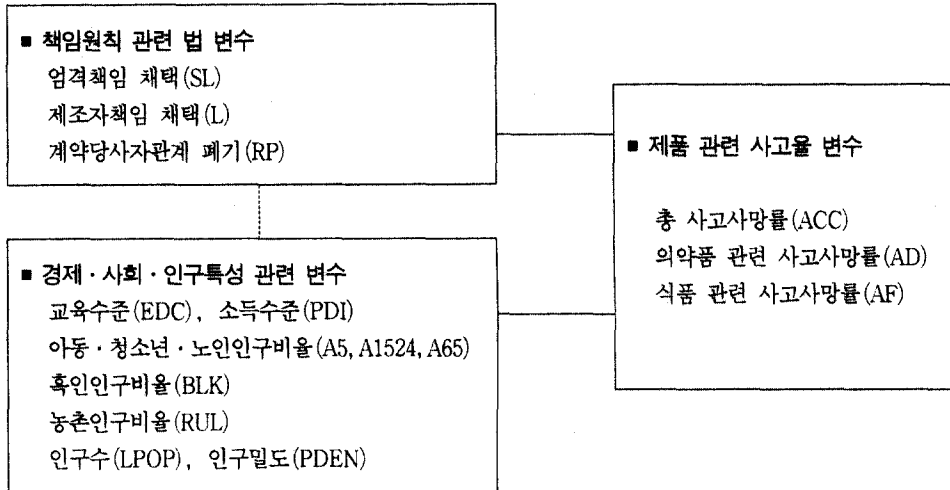 ■ 책임원칙 관련 법 변수
엄격책임 채택(SL)
제조자책임 채택(L)
계약당사자관계 폐기(RP)
■ 제품 관련 사고율 변수
총 사고사망률(ACC)
의약품 관련 사고사망률(AD)
식품 관련 사고사망률(AF)
■ 경제·사회·인구특성 관련 변수
교육수준(EDC), 소득수준(PDI)
아동·청소년·노인인구비율(A5, A1524, A65)
흑인인구비율(BLK)
농촌인구비율(RUL)
인구수(LPOP), 인구밀도(PDEN)